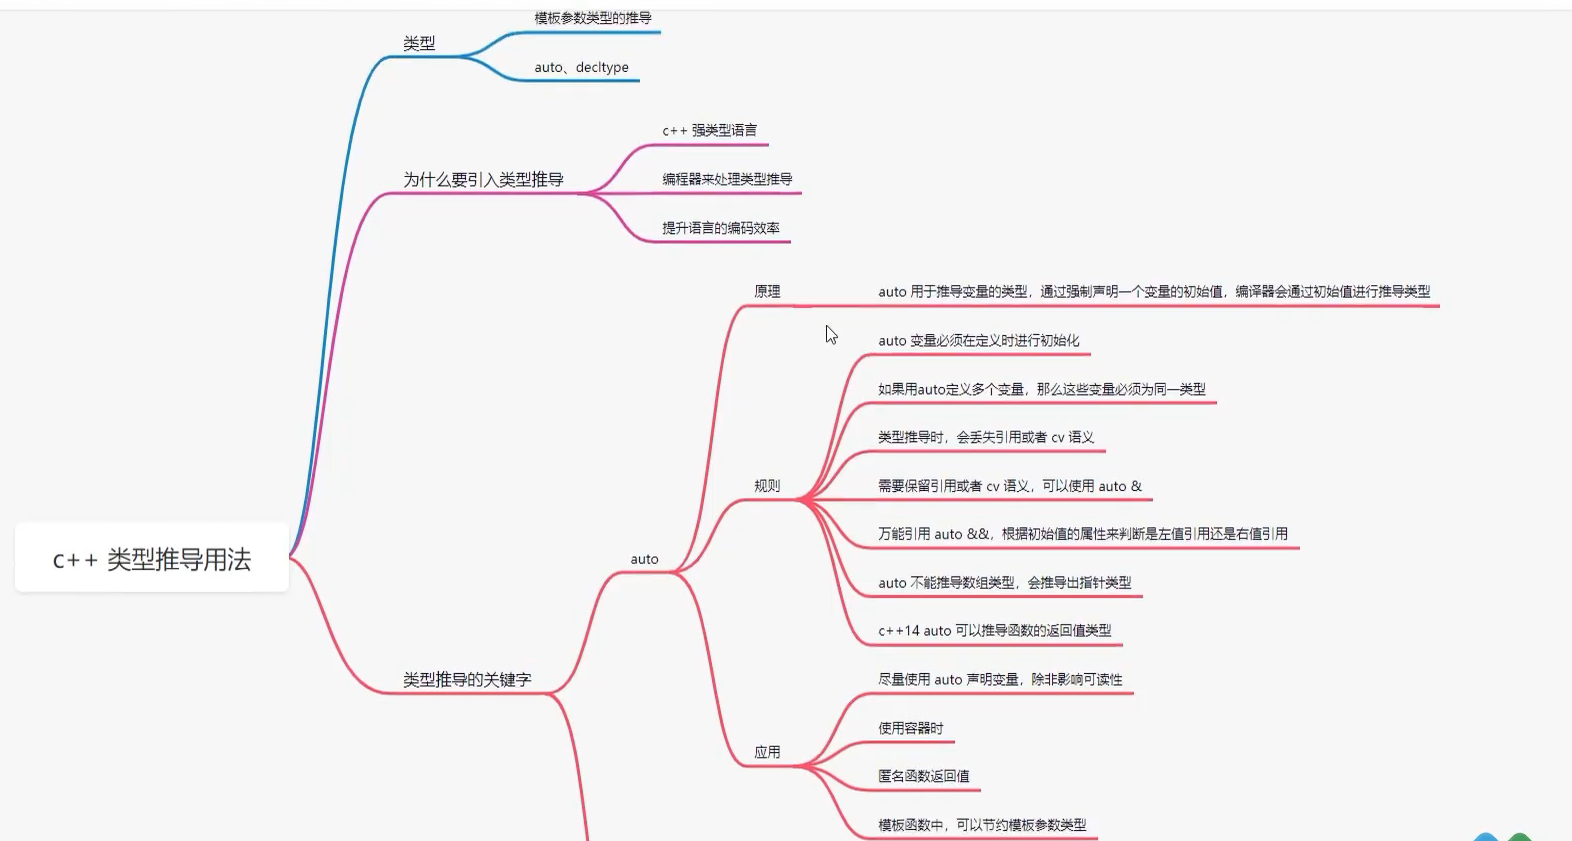 模板参数类型的推导
类型
auto、decltype
c++ 强类型语言
为什么要引入类型推导
编程器来处理类型推导
提升语言的编码效率
原理
auto 用于推导变量的类型，通过强制声明一个变量的初始值，编译器会通过初始值进行推导类型
auto 变量必须在定义时进行初始化
如果用auto定义多个变量，那么这些变量必须为同一类型
类型推导时，会丢失引用或者 cv 语义
规则
需要保留引用或者 cv 语义，可以使用 auto &
万能引用 auto &&，根据初始值的属性来判断是左值引用还是右值引用
c++ 类型推导用法
auto
auto 不能推导数组类型，会推导出指针类型
c++14 auto 可以推导函数的返回值类型
类型推导的关键字
尽量使用 auto 声明变量，除非影响可读性
使用容器时
应用
匿名函数返回值
模板函数中，可以节约模板参数类型